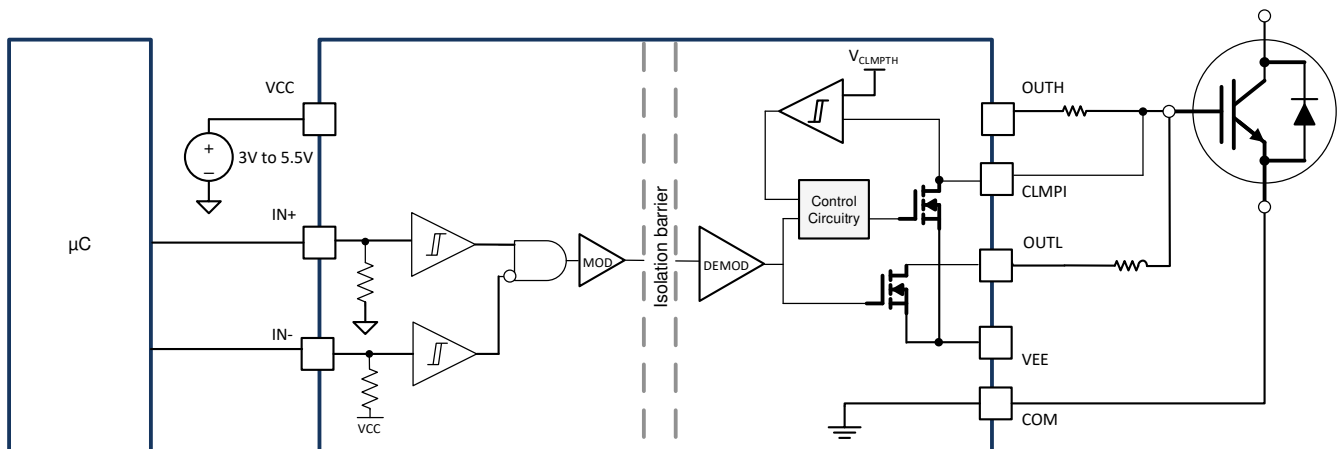 μC
VCC
+
−
3V to 5.5V
IN+
IN-
VCC
MOD
Isolation barrier
DEMOD
VCLMPTH
Control
Circuitry
OUTH
CLMPI
OUTL
VEE
COM